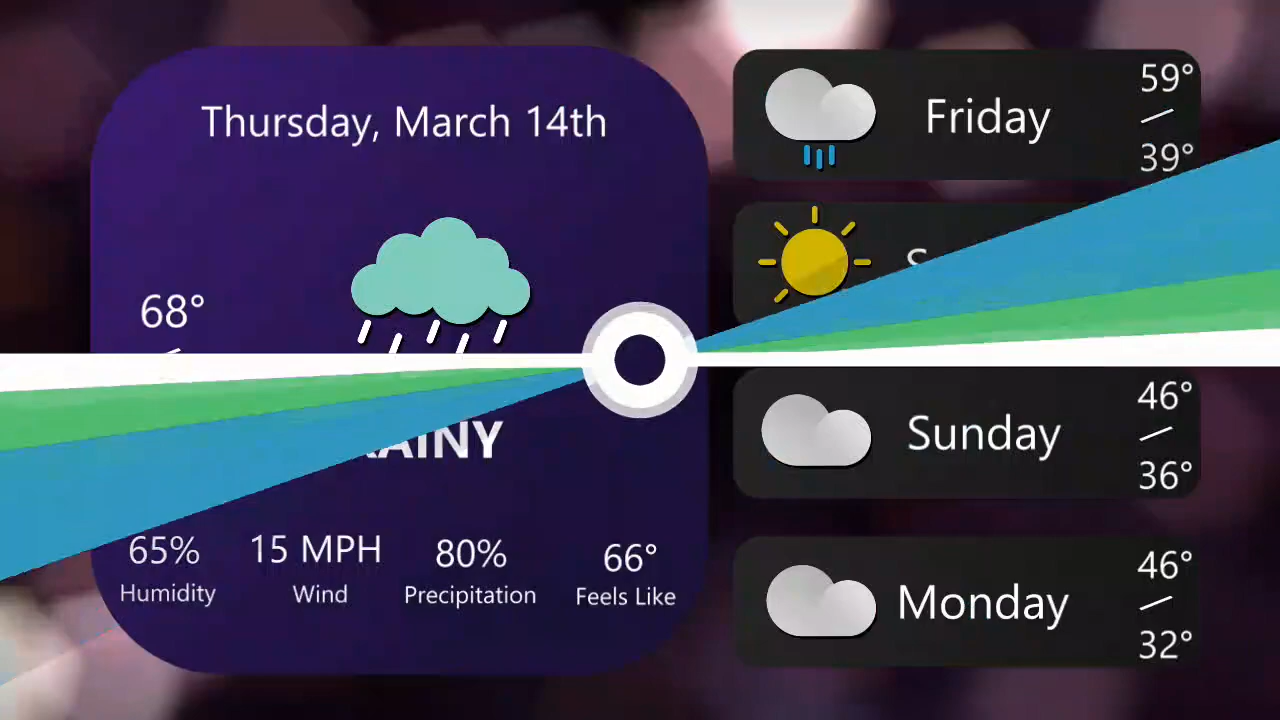 Thursday, March 14th
68°
RAINY
65%
Humidity
15 MPH
Wind
80%
Precipitation
66°
Feels Like
Friday
59°
39°
Sunday
46°
36°
Monday
46°
32°